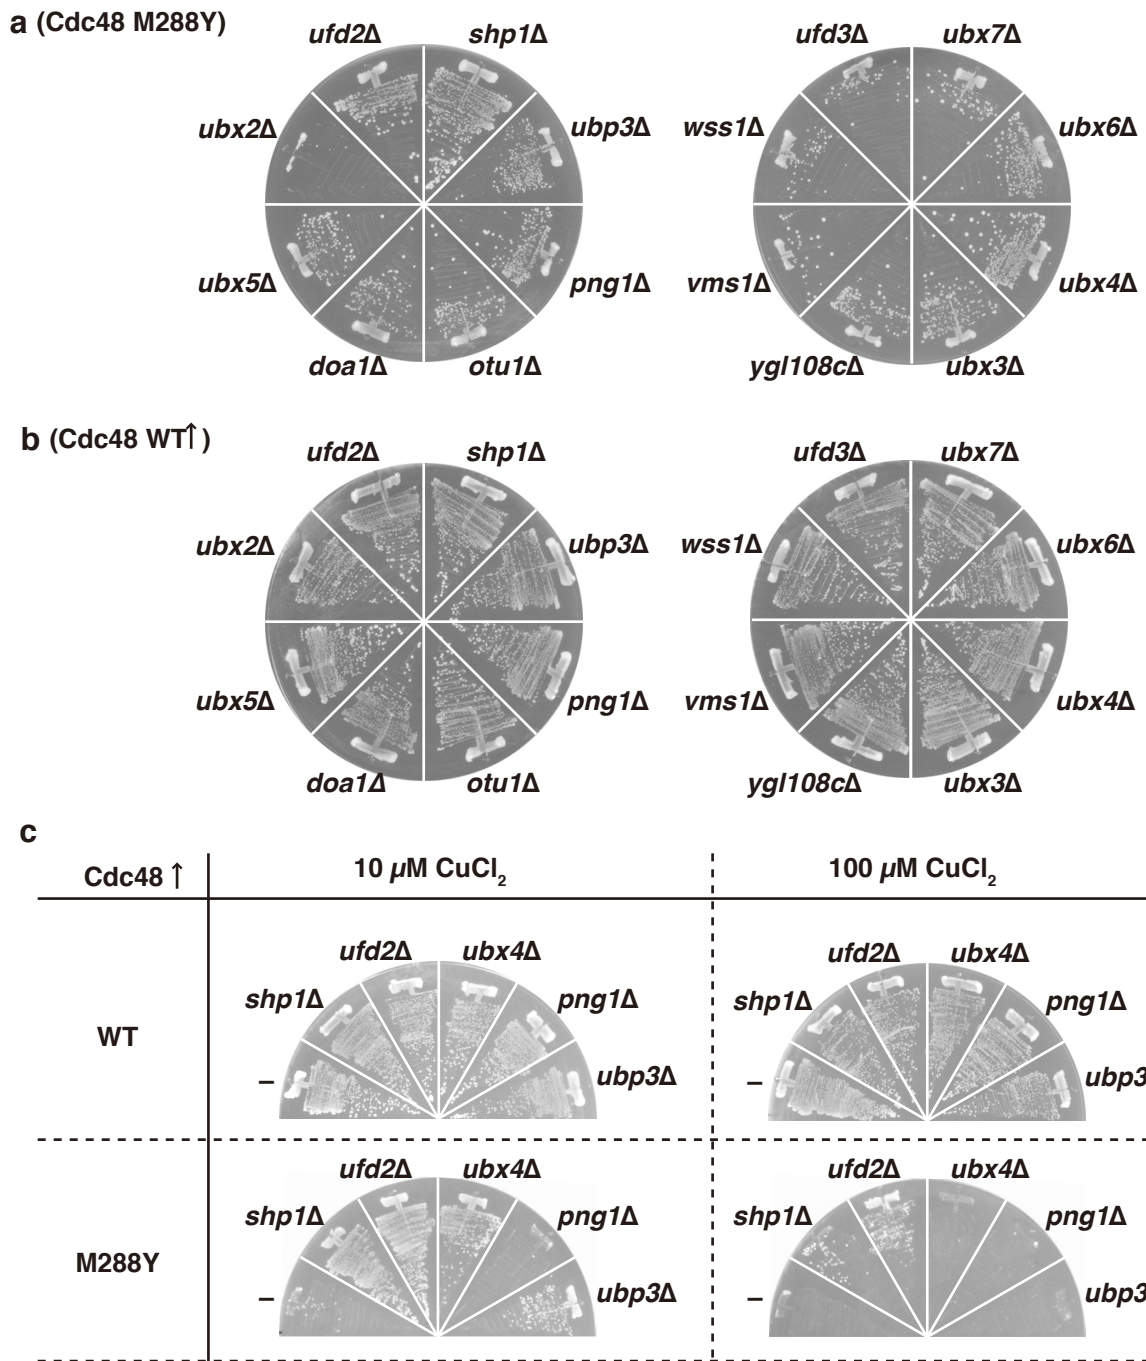 a (Cdc48 M288Y)
ufd2Δ shp1Δ ufd3Δ ubx7Δ
ubx2Δ ubp3Δ wss1Δ ubx6Δ
ubx5Δ png1Δ vms1Δ ubx4Δ
doa1Δ otu1Δ ygl108cΔ ubx3Δ
b (Cdc48 WT↑)
ufd2Δ shp1Δ ufd3Δ ubx7Δ
ubx2Δ ubp3Δ wss1Δ ubx6Δ
ubx5Δ png1Δ vms1Δ ubx4Δ
doa1Δ otu1Δ ygl108cΔ ubx3Δ
c
Cdc48 ↑ 10 µM CuCl₂ 100 µM CuCl₂
ufd2Δ ubx4Δ ufd2Δ ubx4Δ
shp1Δ png1Δ shp1Δ png1Δ
WT
– ubp3Δ – ubp3
ufd2Δ ubx4Δ ufd2Δ ubx4Δ
shp1Δ png1Δ shp1Δ png1Δ
M288Y
– ubp3Δ – ubp3